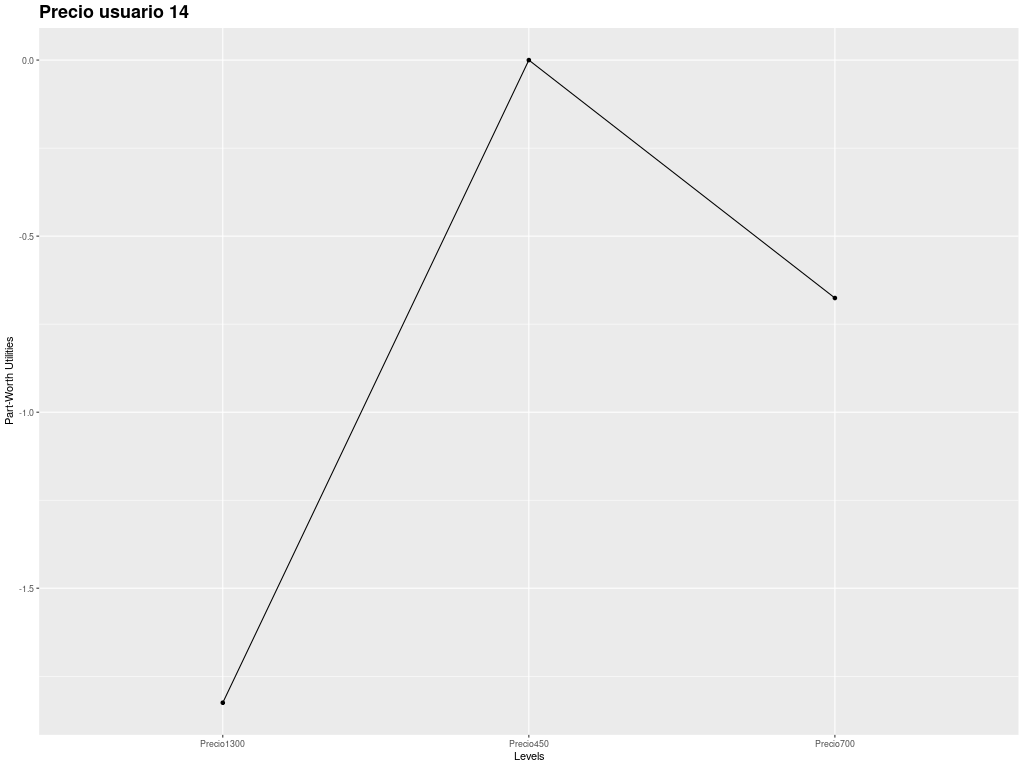 Precio usuario 14
Part-Worth Utilities
0.0
-0.5
-1.0
-1.5
Precio1300
Precio450
Precio700
Levels